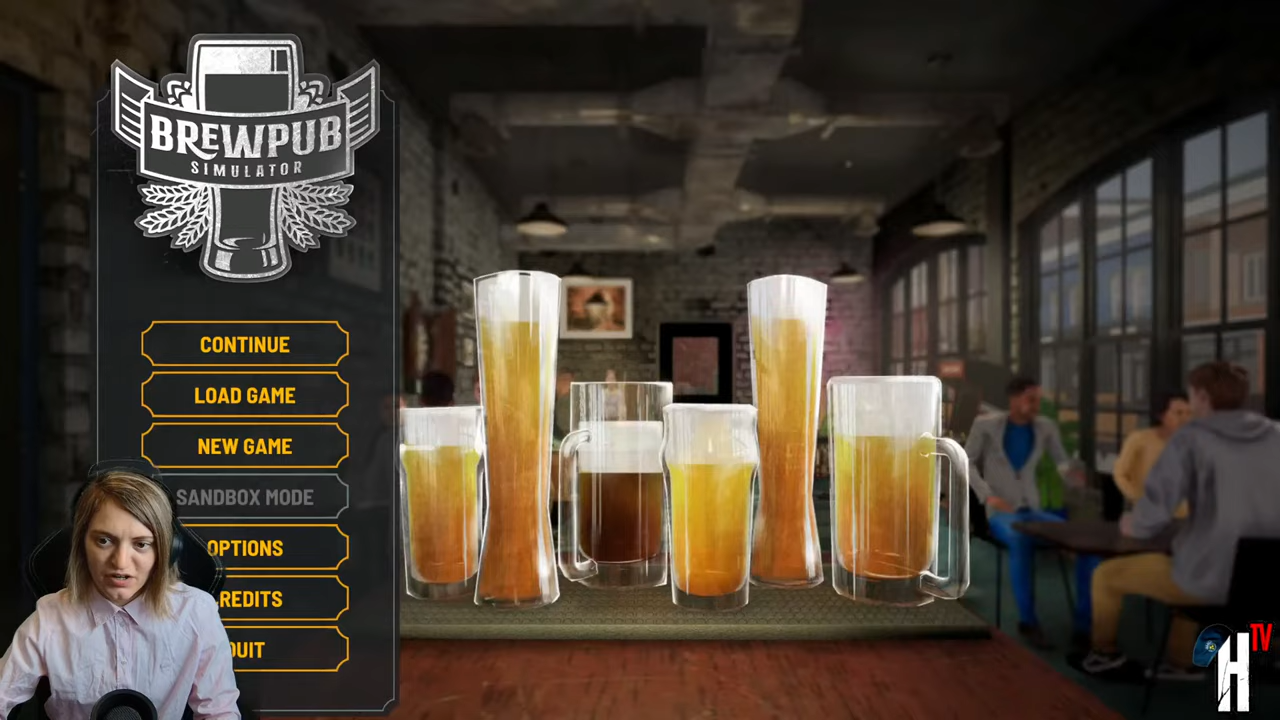 BREWPUB
SIMULATOR
CONTINUE
LOAD GAME
NEW GAME
SANDBOX MODE
OPTIONS
REDITS
UIT
H TV